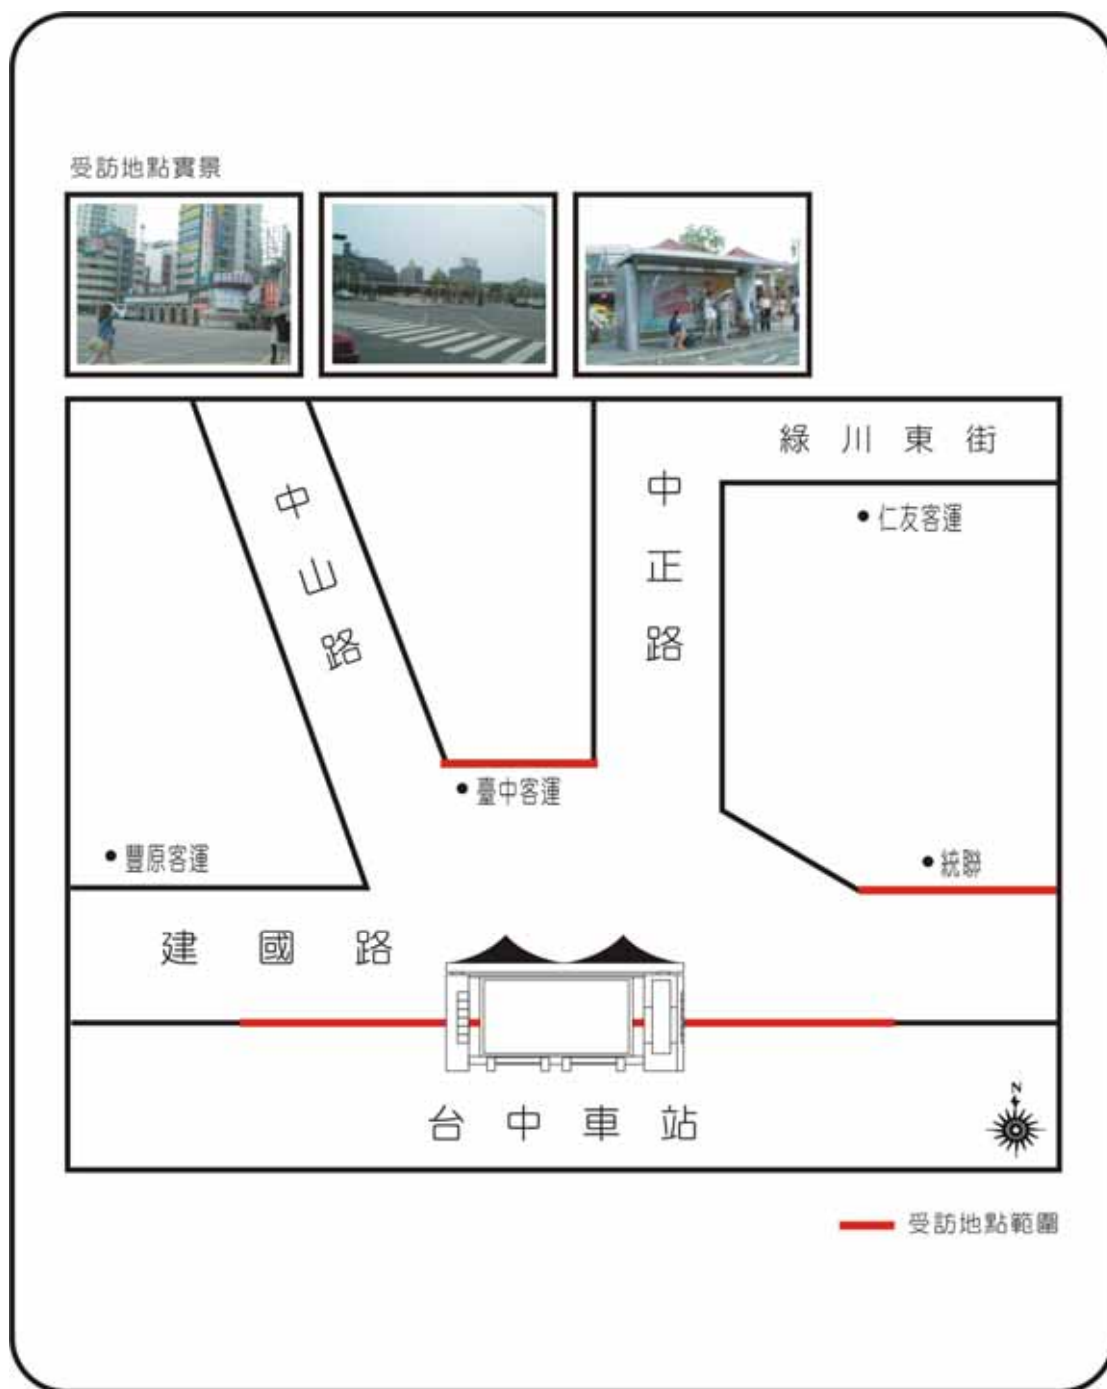 受訪地點實景
綠川東街
中山路
中正路
仁友客運
臺中客運
豐原客運
統聯
建國路
台中車站
N
受訪地點範圍